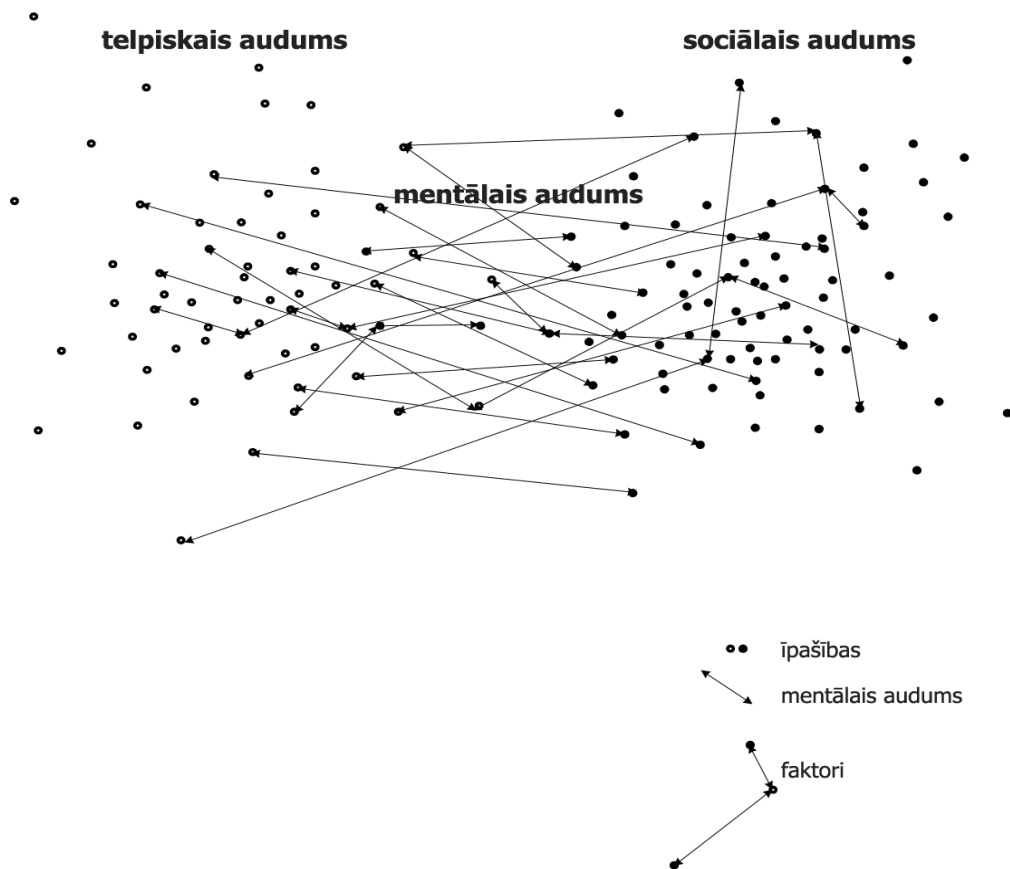 telpiskais audums
sociālais audums
mentālais audums
īpašības
mentālais audums
faktori